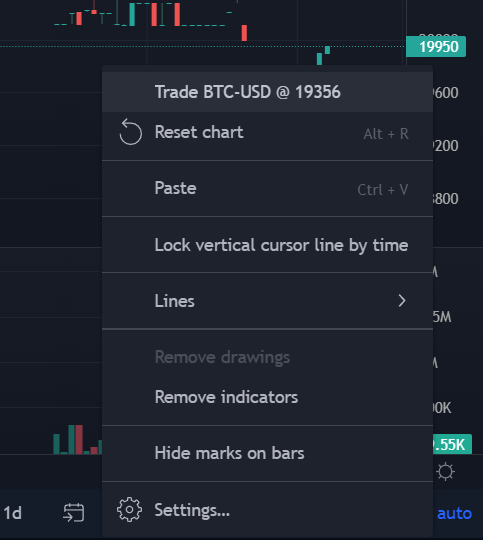 19950
Trade BTC-USD @ 19356
9600
Reset chart Alt + R
9200
Paste Ctrl + V
8800
Lock vertical cursor line by time
M
Lines
5M
Remove drawings
M
Remove indicators
00K
Hide marks on bars
.55K
Settings...
1d
auto